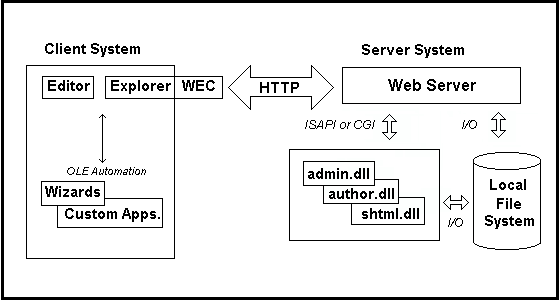 Client System
Server System
Editor
Explorer
WEC
HTTP
Web Server
ISAPI or CGI
I/O
OLE Automation
Wizards
Custom Apps.
admin.dll
author.dll
shtml.dll
I/O
Local
File
System